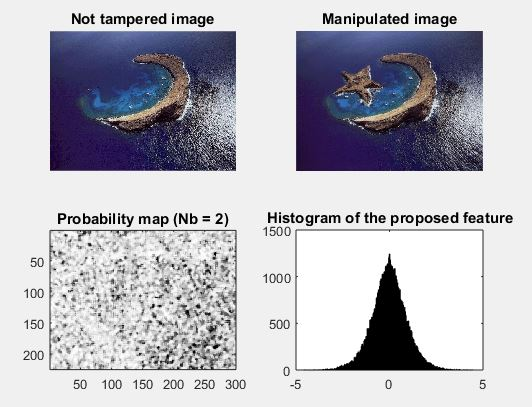 Not tampered image
Manipulated image
Probability map (Nb = 2)
50
100
150
200
50 100 150 200 250 300
Histogram of the proposed feature
1500
1000
500
0
-5 0 5